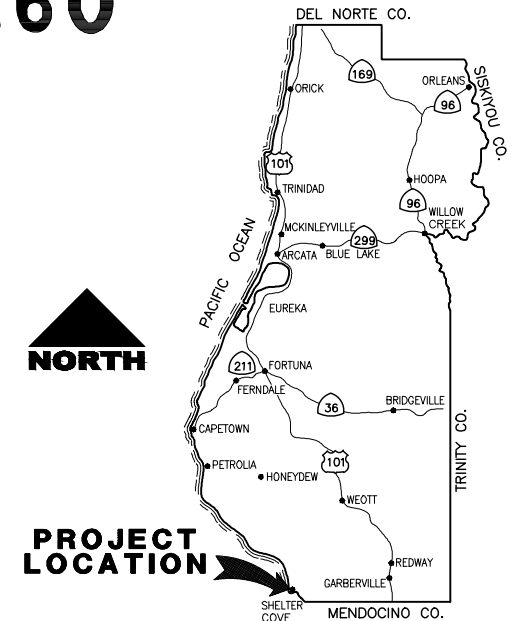 DEL NORTE CO.
169
ORLEANS
96
SISKIYOU CO.
ORICK
101
TRINIDAD
HOOPA
96
WILLOW
CREEK
MCKINLEYVILLE
299
ARCATA
BLUE LAKE
PACIFIC OCEAN
EUREKA
NORTH
211
FORTUNA
FERNDALE
36
BRIDGEVILLE
CAPETOWN
TRINITY CO.
101
PETROLIA
HONEYDEW
WEOTT
PROJECT
LOCATION
REDWAY
GARBERVILLE
SHELTER
COVE
MENDOCINO CO.